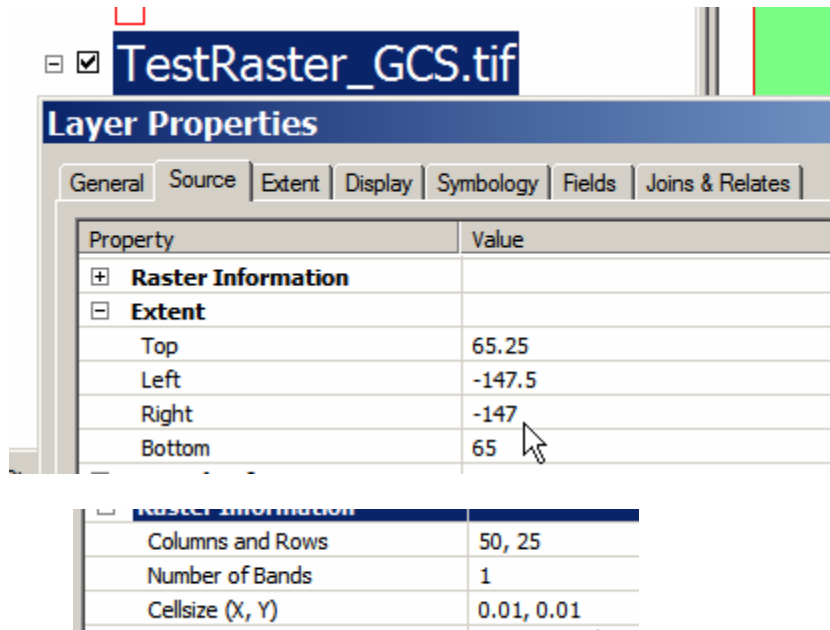 TestRaster_GCS.tif
Layer Properties
General Source Extent Display Symbology Fields Joins & Relates
Property Value
Raster Information
Extent
Top 65.25
Left -147.5
Right -147
Bottom 65
Raster Information
Columns and Rows 50, 25
Number of Bands 1
Cellsize (X, Y) 0.01, 0.01